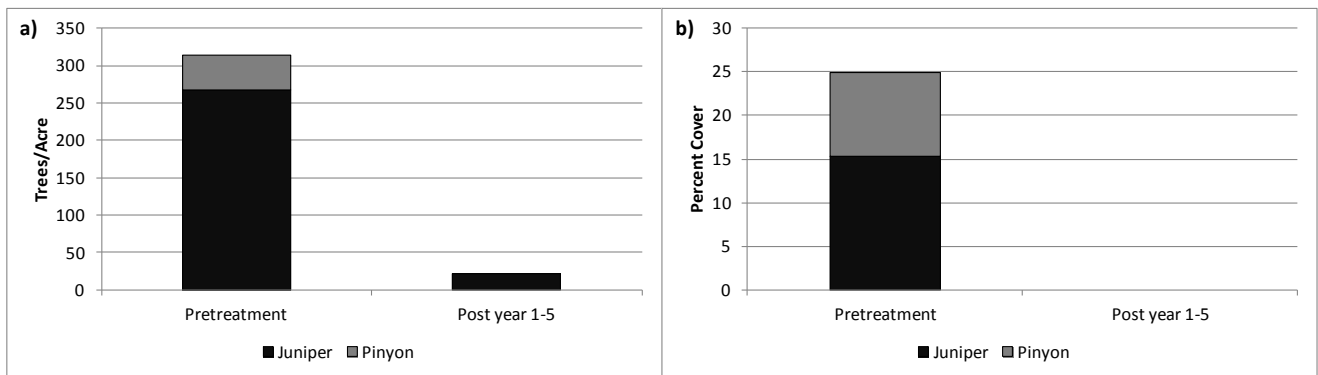 a)
350
300
250
200
150
100
50
0
Trees/Acre
Pretreatment Post year 1-5
Juniper Pinyon
b)
30
25
20
15
10
5
0
Percent Cover
Pretreatment Post year 1-5
Juniper Pinyon